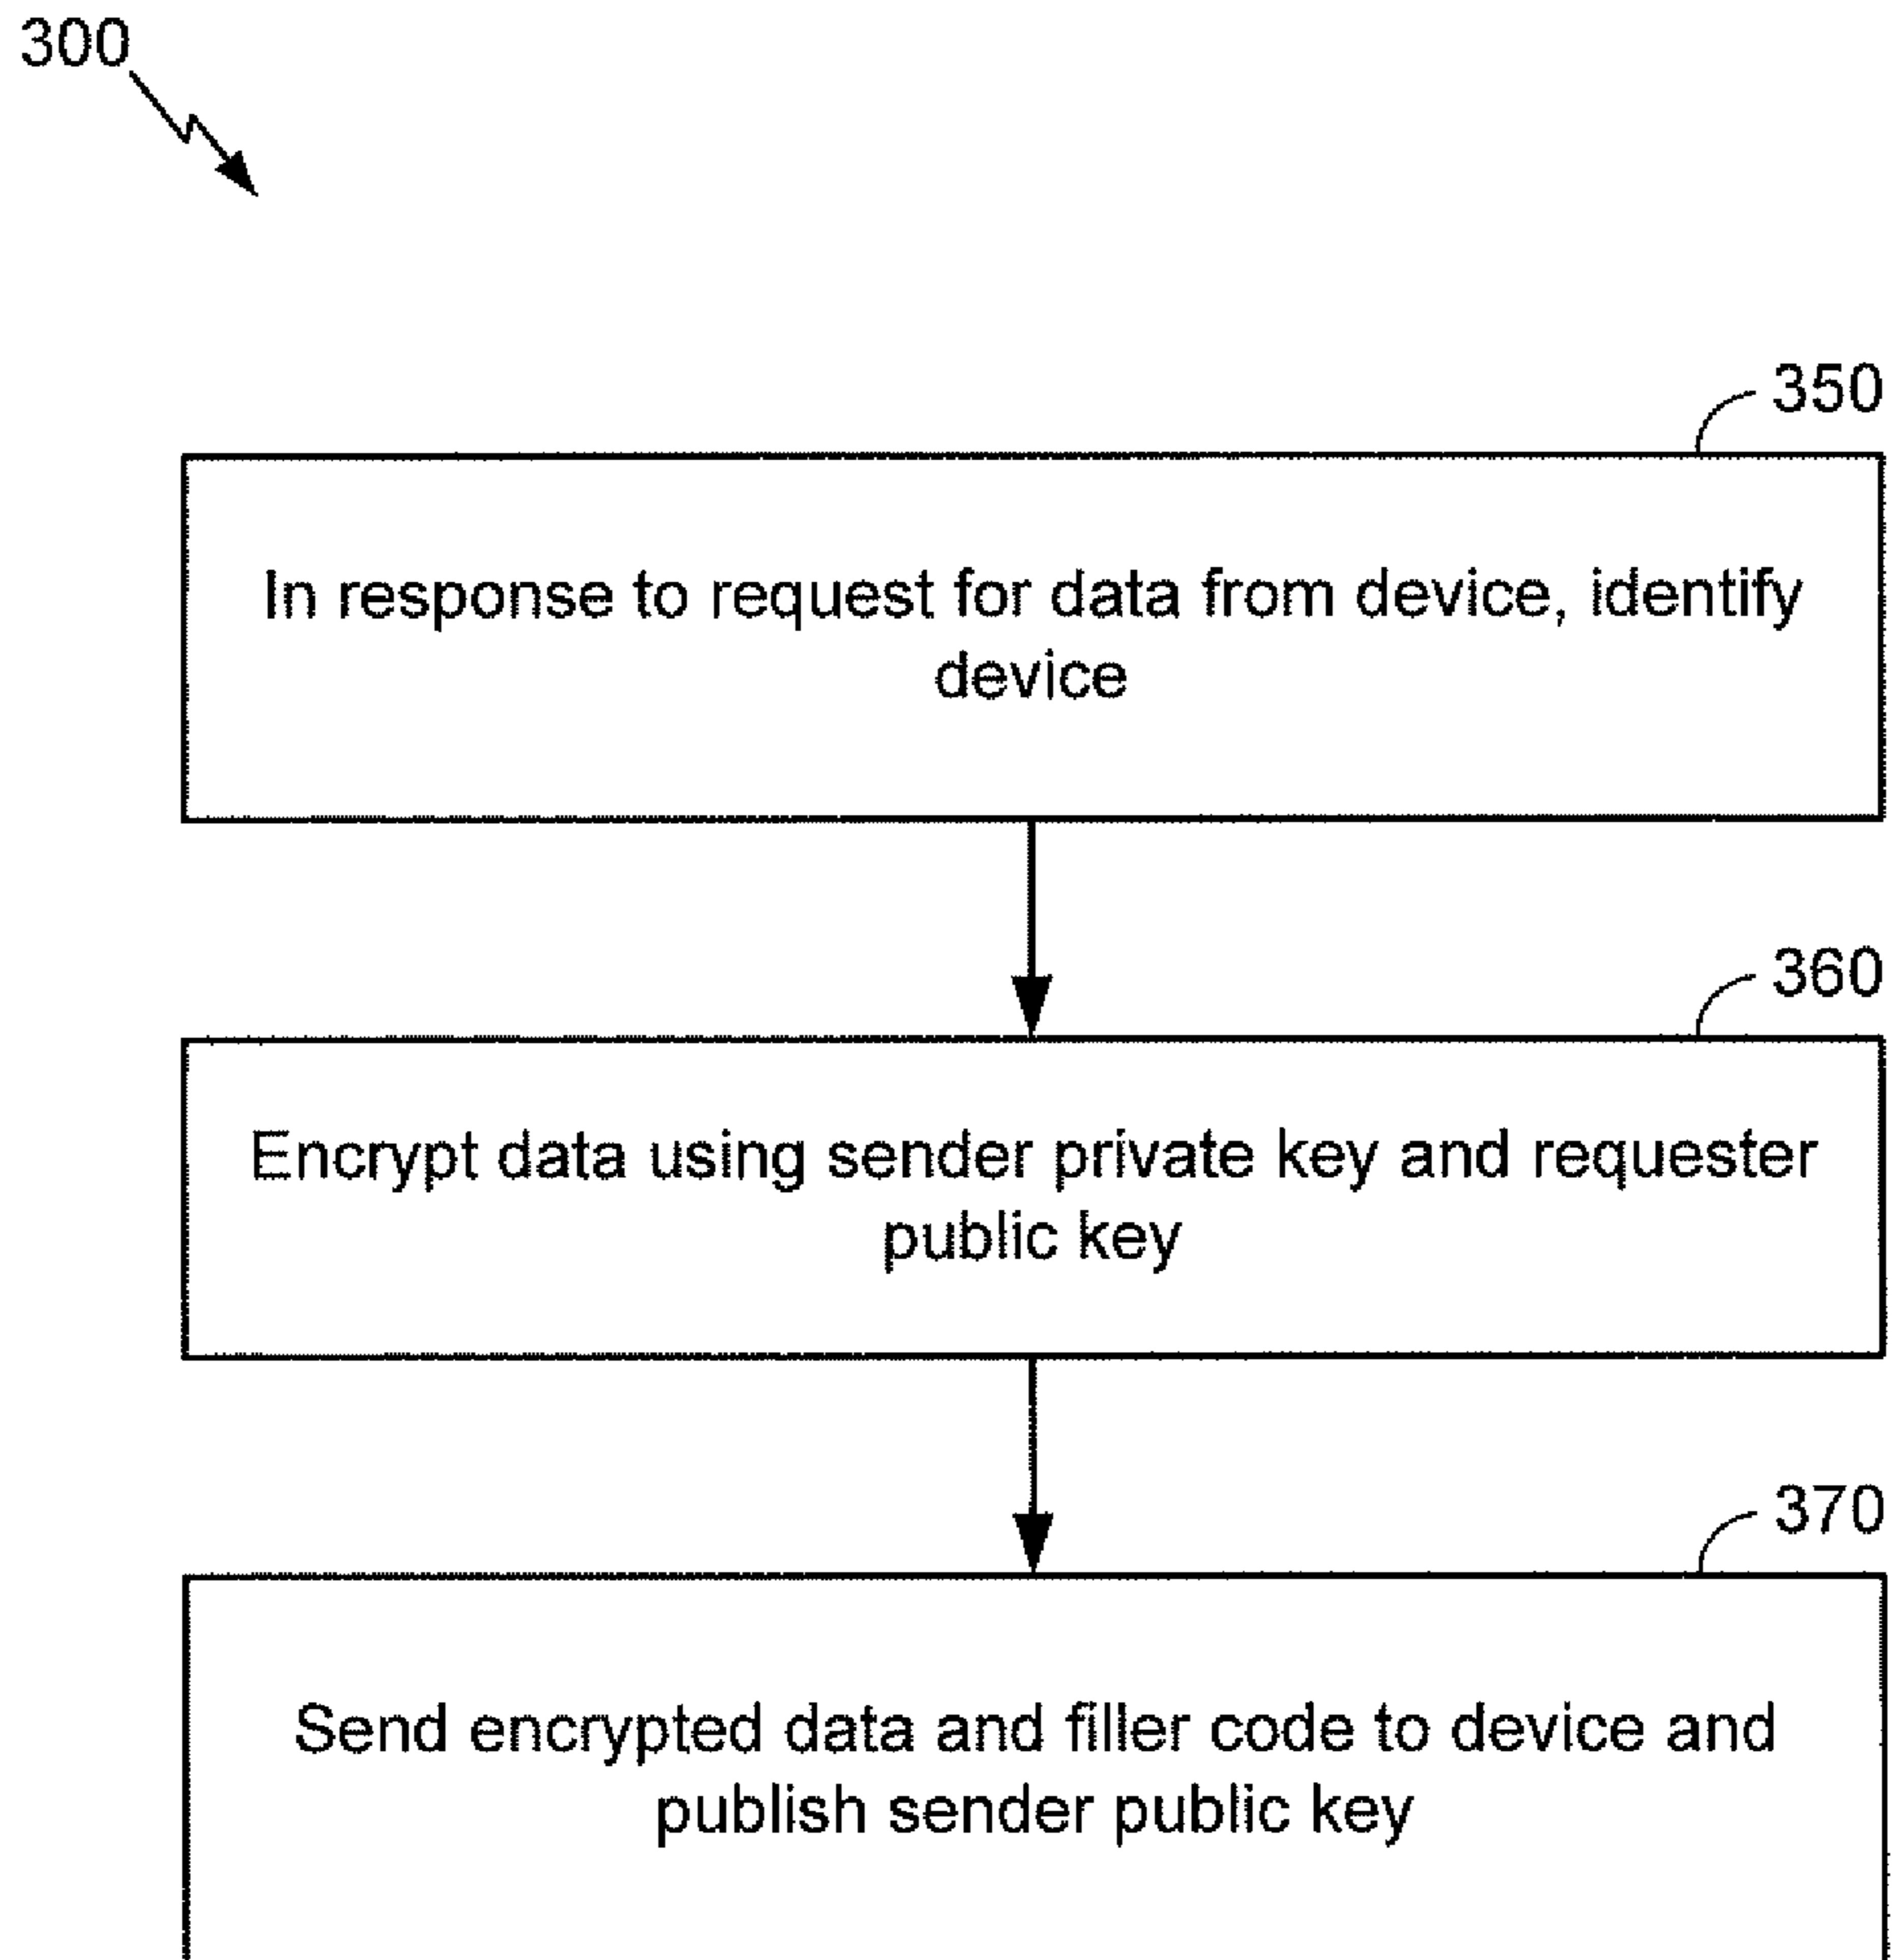 300
350
In response to request for data from device, identify
device
360
Encrypt data using sender private key and requester
public key
370
Send encrypted data and filler code to device and
publish sender public key